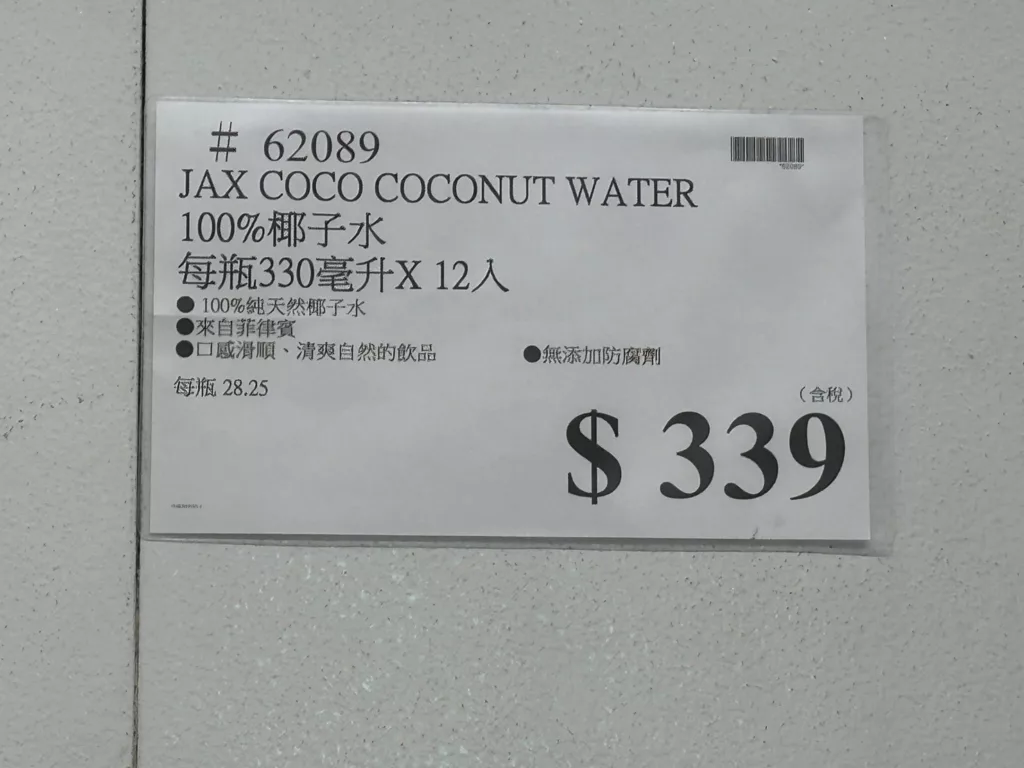 # 62089
*62089*
JAX COCO COCONUT WATER
100%椰子水
每瓶330毫升X 12入
● 100%純天然椰子水
●來自菲律賓
●口感滑順、清爽自然的飲品 ●無添加防腐劑
每瓶 28.25
（含稅）
$ 339